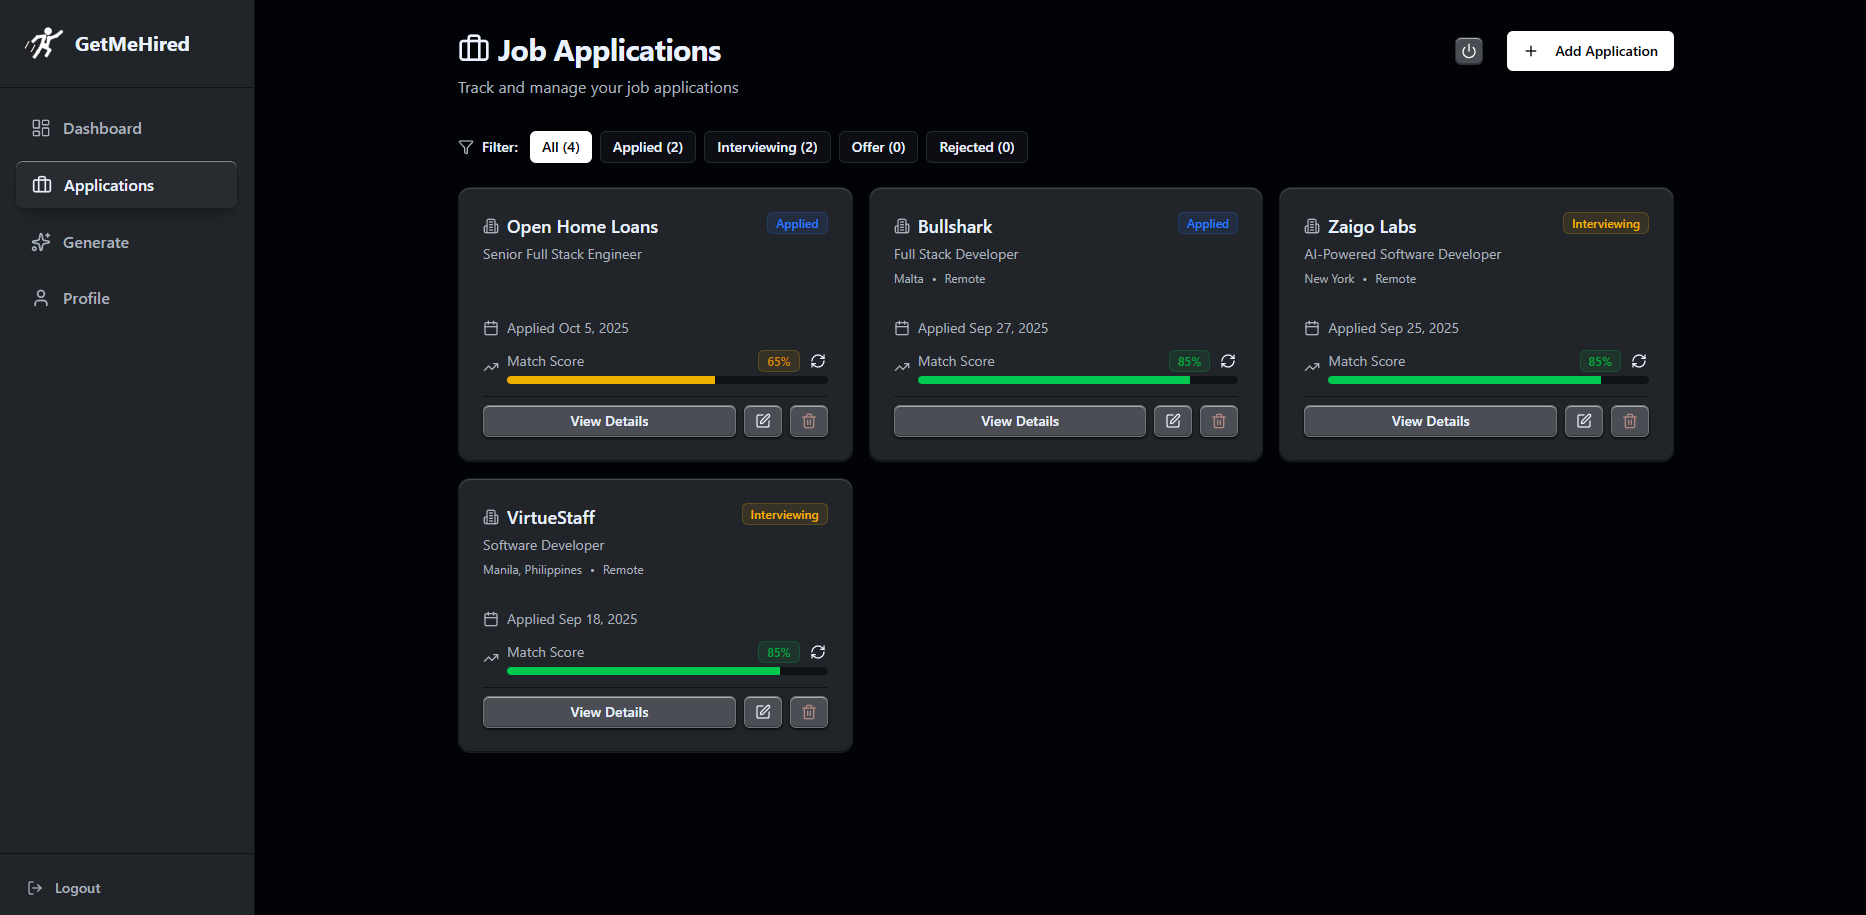 GetMeHired
Dashboard
Applications
Generate
Profile
Logout
Job Applications
Track and manage your job applications
Add Application
Filter: All (4) Applied (2) Interviewing (2) Offer (0) Rejected (0)
Open Home Loans Applied
Senior Full Stack Engineer
Applied Oct 5, 2025
Match Score 65%
View Details
Bullshark Applied
Full Stack Developer
Malta • Remote
Applied Sep 27, 2025
Match Score 85%
View Details
Zaigo Labs Interviewing
AI-Powered Software Developer
New York • Remote
Applied Sep 25, 2025
Match Score 85%
View Details
VirtueStaff Interviewing
Software Developer
Manila, Philippines • Remote
Applied Sep 18, 2025
Match Score 85%
View Details